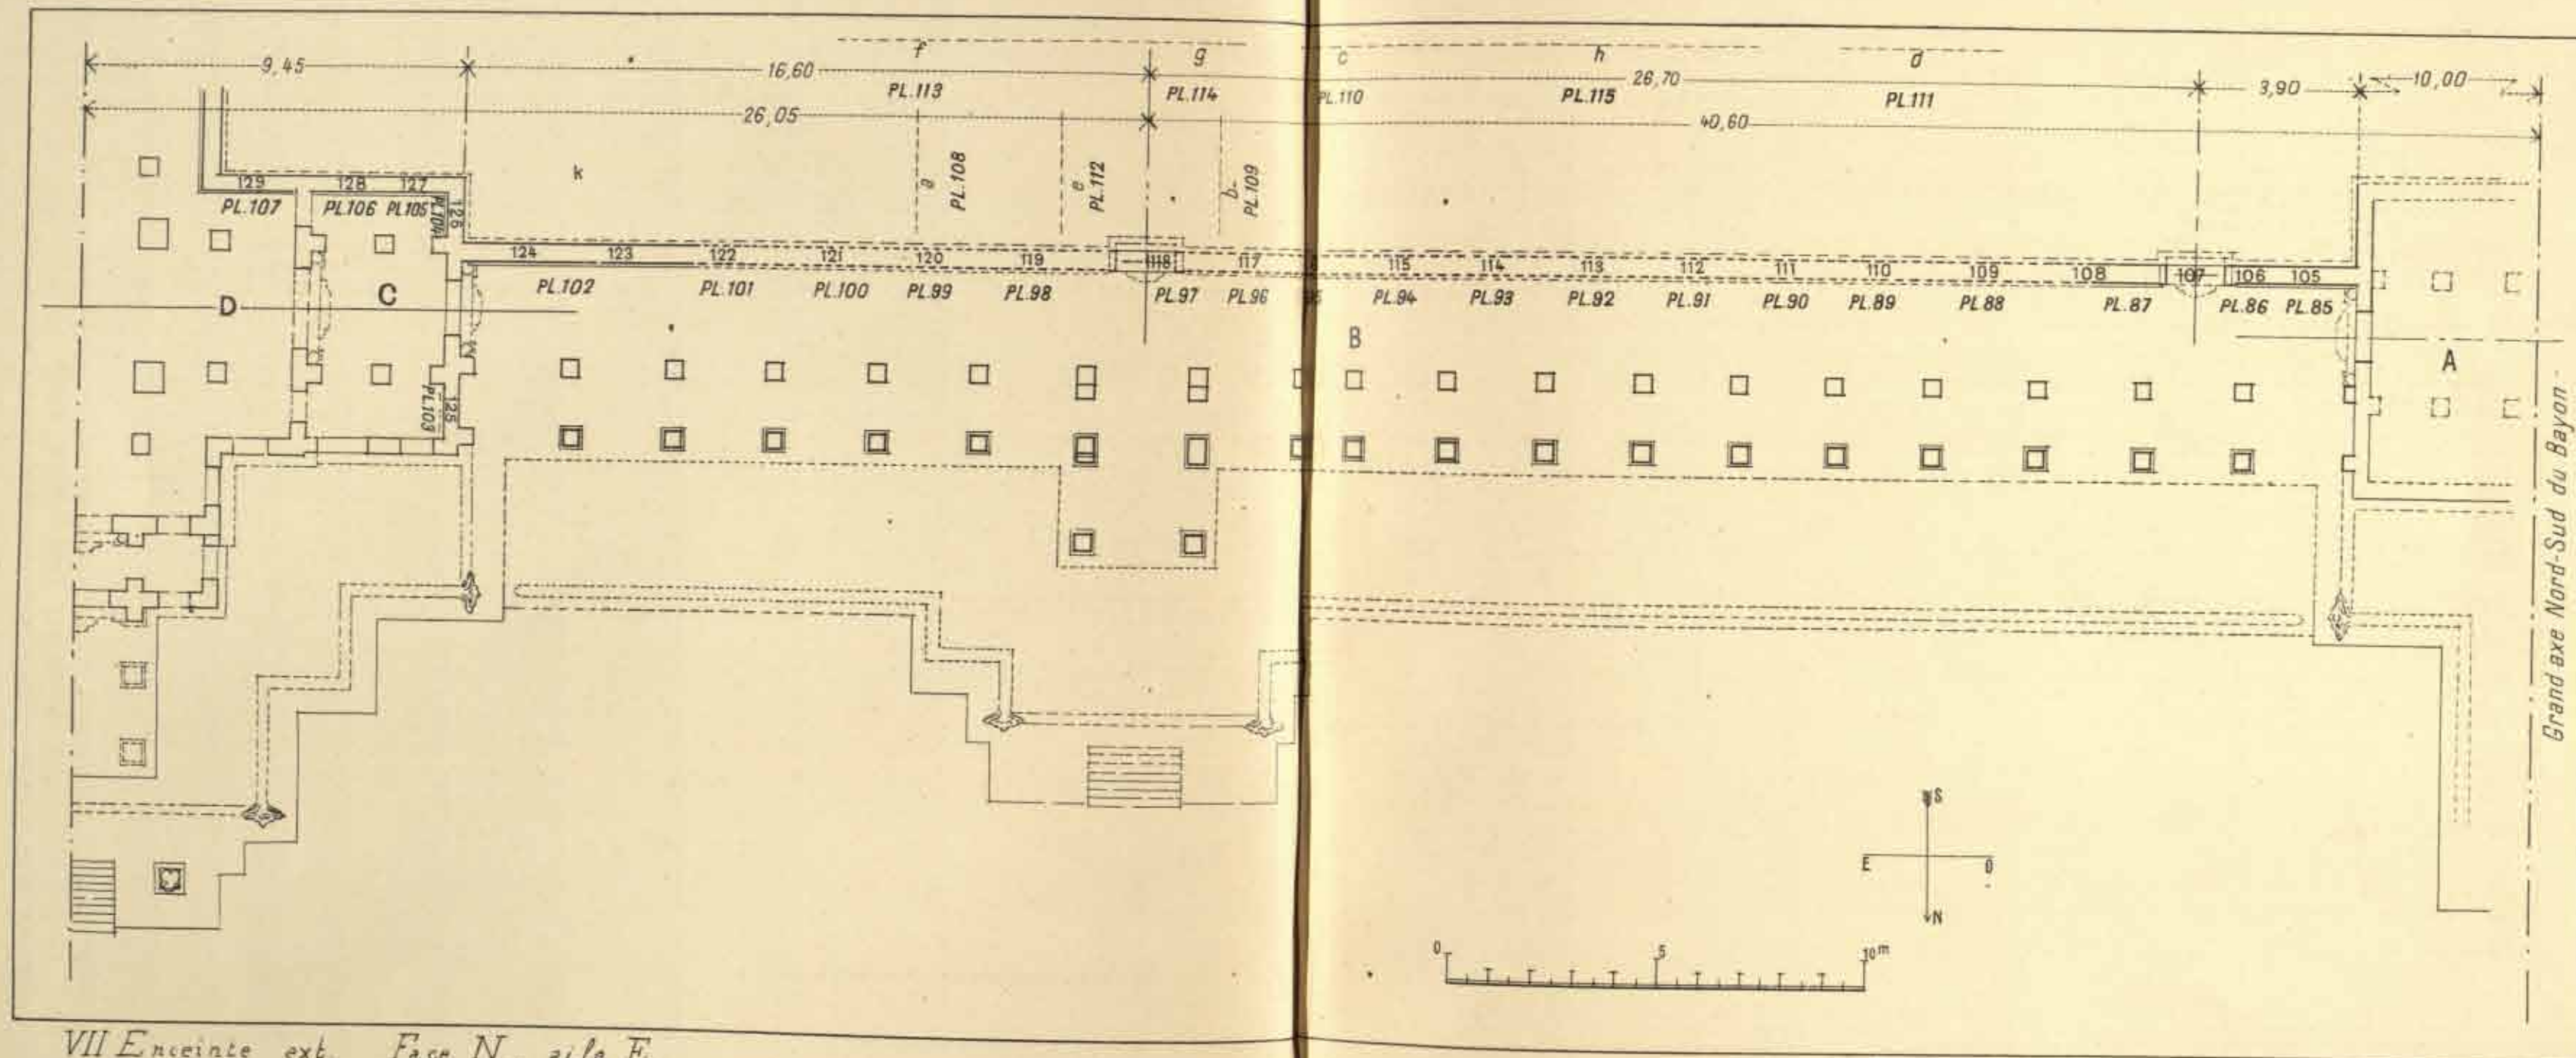 f g c h d
9,45 16,60 26,70 3,90 10,00
PL.113 PL.114 PL.110 PL.115 PL.111
26,05 40,60
k
a PL.108
e PL.112
b- PL.109
129 128 127
PL.107 PL.106 PL.105 PL.104 126
124 123 122 121 120 119 118 117 115 114 113 112 111 110 109 108 107 106 105
PL.102 PL.101 PL.100 PL.99 PL.98 PL.97 PL.96 95 PL.94 PL.93 PL.92 PL.91 PL.90 PL.89 PL.88 PL.87 PL.86 PL.85
D C B A
PL.103 125
Grand axe Nord-Sud du Bayon
S
E O
N
0 5 10m
VII Enceinte ext. Face N _ aile E